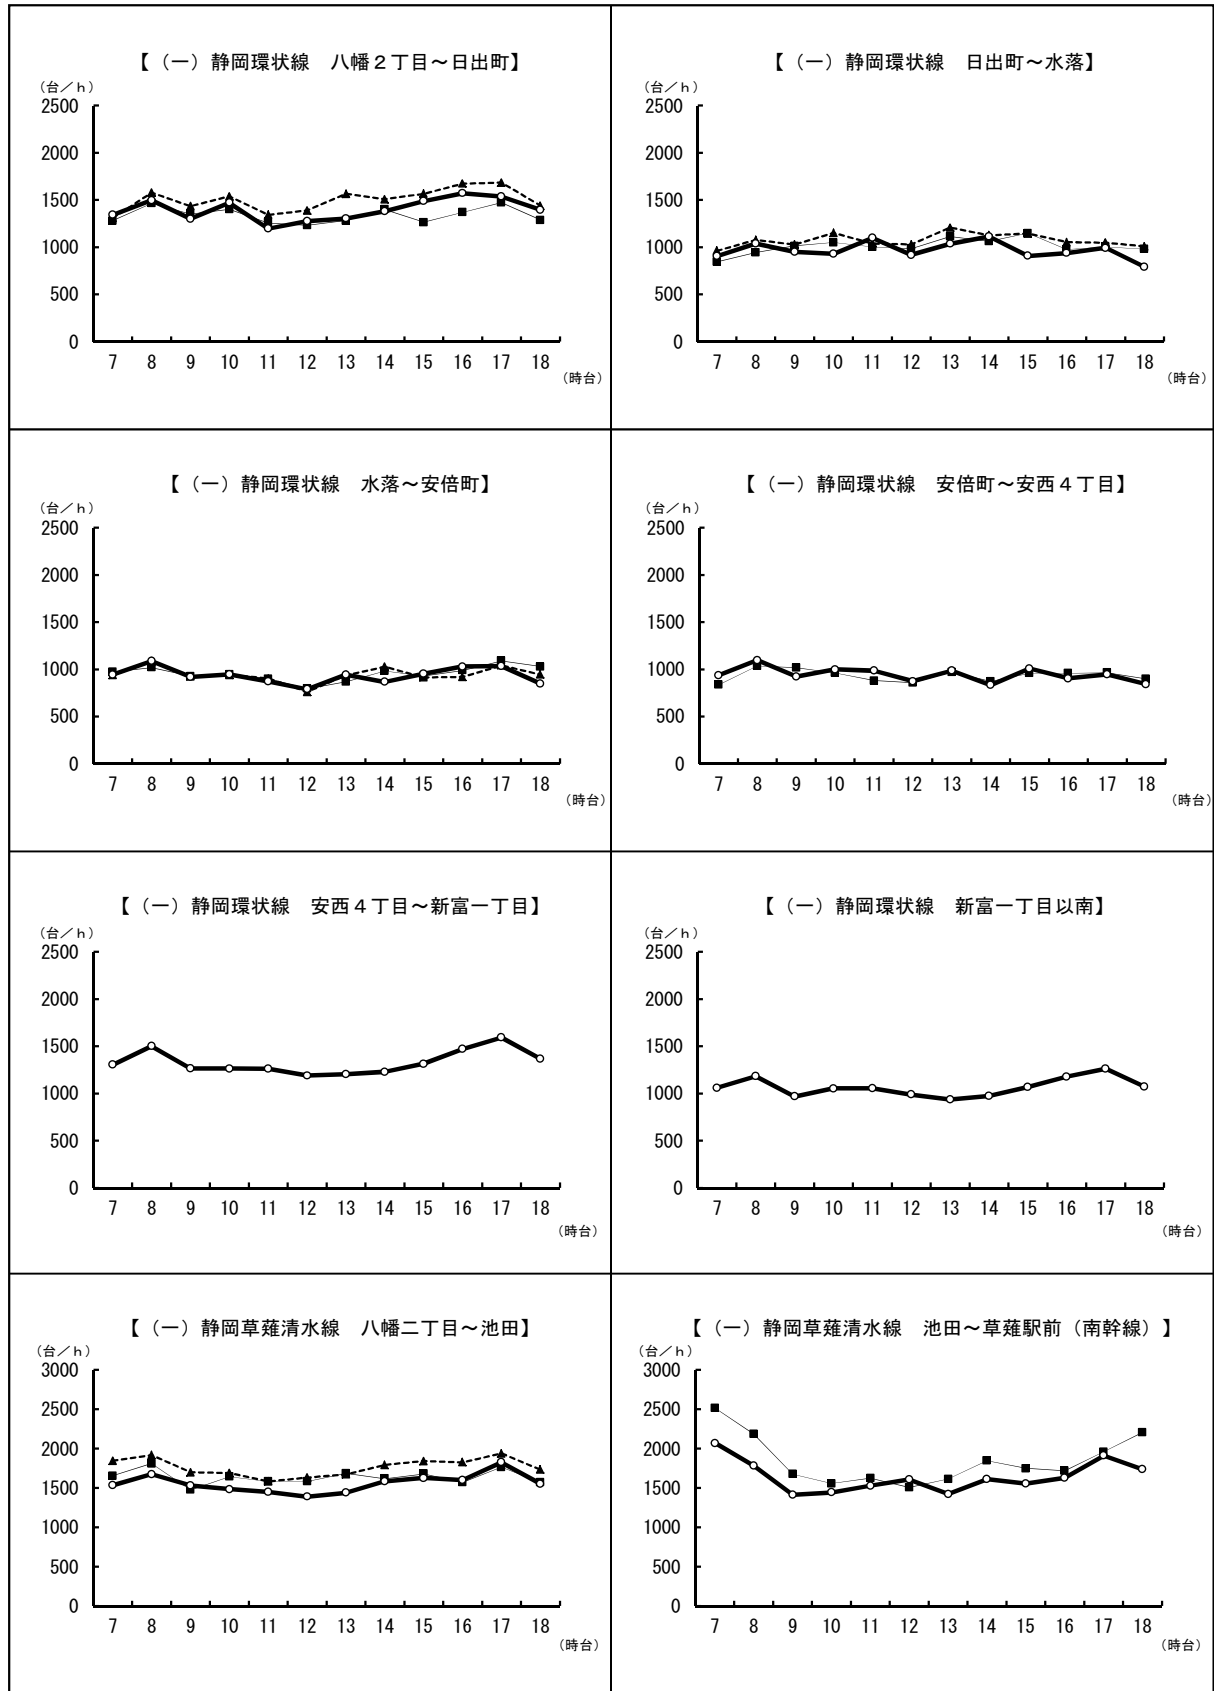 【（一）静岡環状線　八幡２丁目～日出町】
（台／ｈ）
2500
2000
1500
1000
500
0
7 8 9 10 11 12 13 14 15 16 17 18
（時台）
【（一）静岡環状線　日出町～水落】
（台／ｈ）
2500
2000
1500
1000
500
0
7 8 9 10 11 12 13 14 15 16 17 18
（時台）
【（一）静岡環状線　水落～安倍町】
（台／ｈ）
2500
2000
1500
1000
500
0
7 8 9 10 11 12 13 14 15 16 17 18
（時台）
【（一）静岡環状線　安倍町～安西４丁目】
（台／ｈ）
2500
2000
1500
1000
500
0
7 8 9 10 11 12 13 14 15 16 17 18
（時台）
【（一）静岡環状線　安西４丁目～新富一丁目】
（台／ｈ）
2500
2000
1500
1000
500
0
7 8 9 10 11 12 13 14 15 16 17 18
（時台）
【（一）静岡環状線　新富一丁目以南】
（台／ｈ）
2500
2000
1500
1000
500
0
7 8 9 10 11 12 13 14 15 16 17 18
（時台）
【（一）静岡草薙清水線　八幡二丁目～池田】
（台／ｈ）
3000
2500
2000
1500
1000
500
0
7 8 9 10 11 12 13 14 15 16 17 18
（時台）
【（一）静岡草薙清水線　池田～草薙駅前（南幹線）】
（台／ｈ）
3000
2500
2000
1500
1000
500
0
7 8 9 10 11 12 13 14 15 16 17 18
（時台）